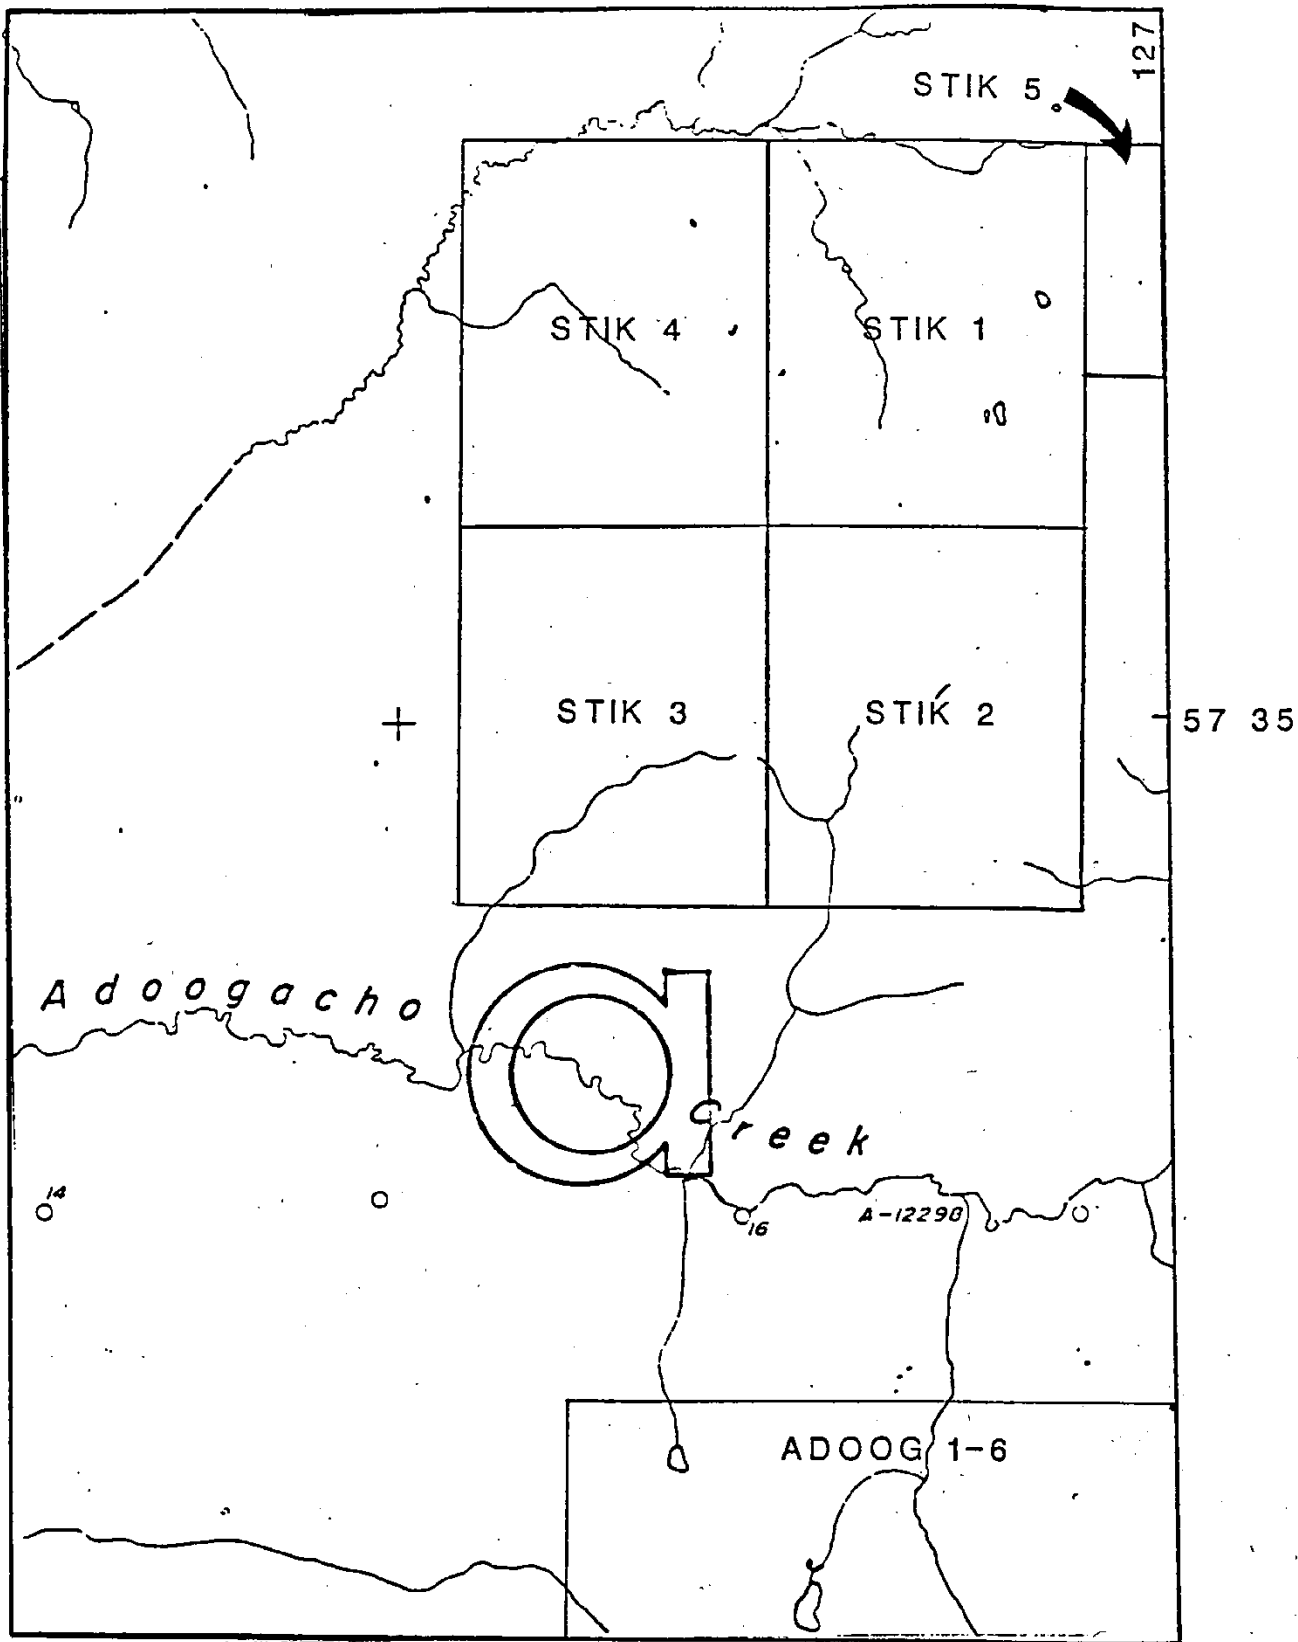 127
STIK 5
STIK 4
STIK 1
STIK 3
STIK 2
57 35
Adoogacho
Creek
14
16
A-12290
ADOOG 1-6